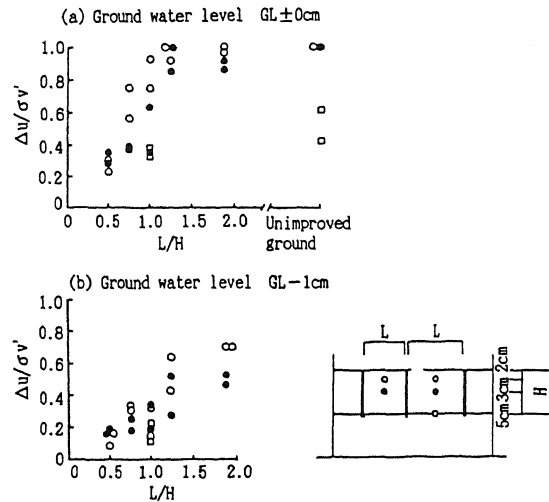 (a) Ground water level GL±0cm
Δu/σv'
1.0
0.8
0.6
0.4
0.2
0
0 0.5 1.0 1.5 2.0 Unimproved ground
L/H
(b) Ground water level GL−1cm
Δu/σv'
1.0
0.8
0.6
0.4
0.2
0
0 0.5 1.0 1.5 2.0
L/H
L L
2cm
3cm
5cm
H